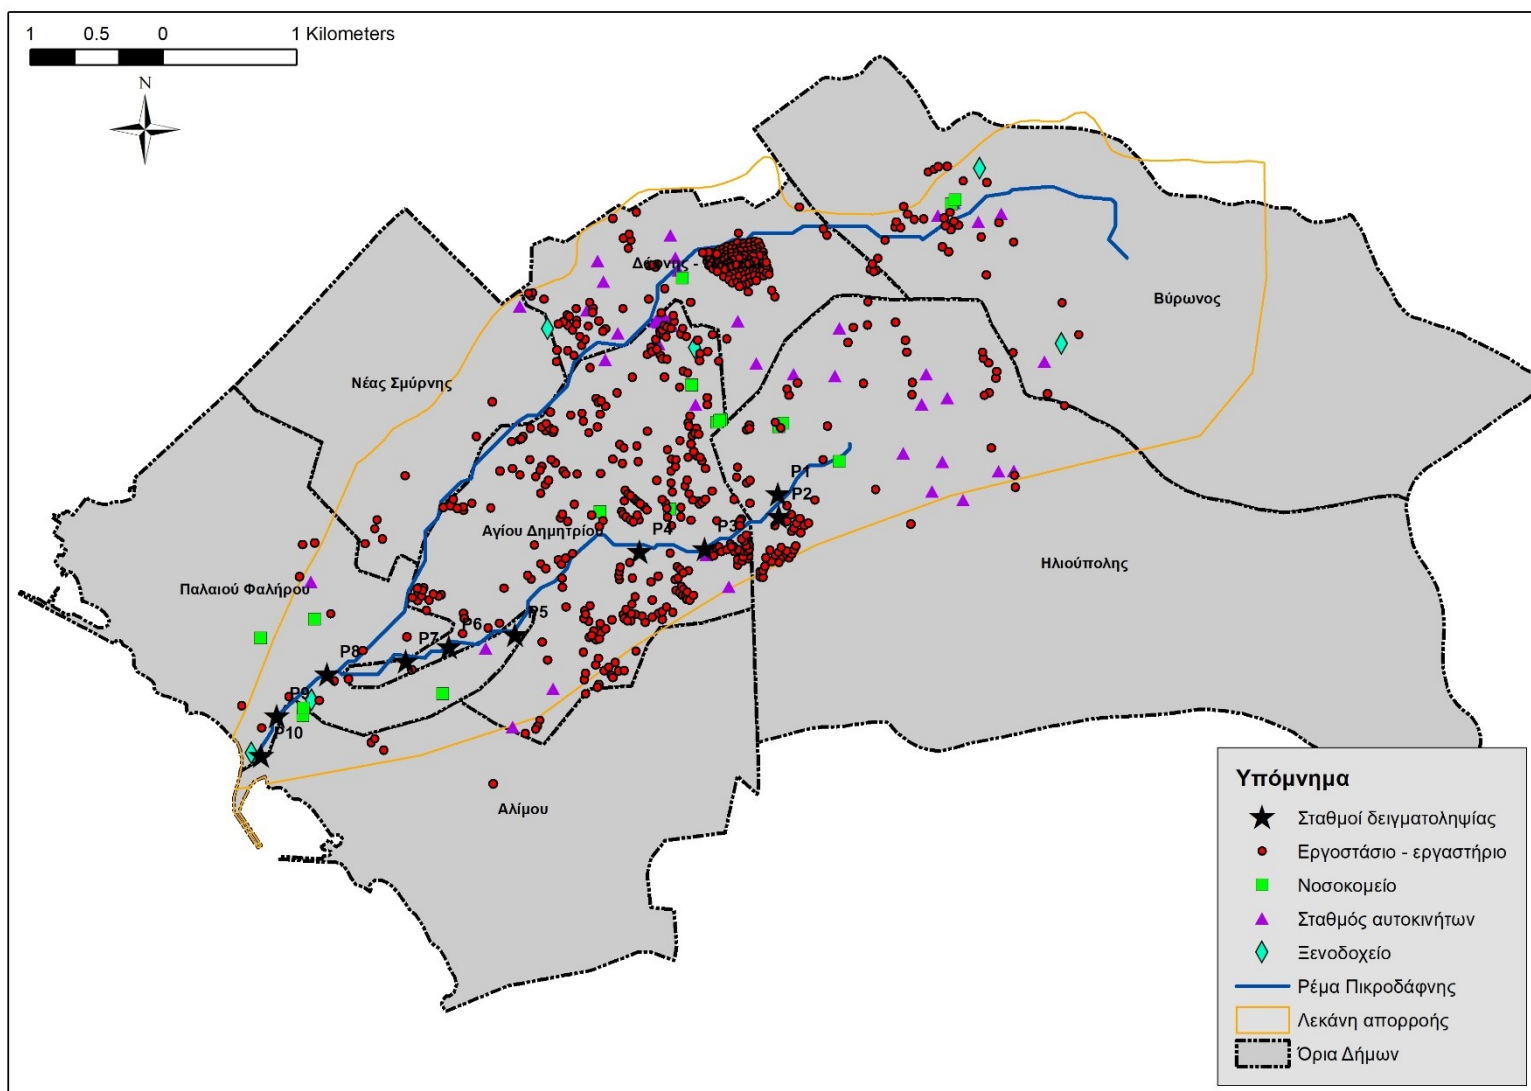 1 0.5 0 1 Kilometers
N
Δάφνης -
Βύρωνος
Νέας Σμύρνης
P1
P2
Αγίου Δημητρίου
P4
P3
Ηλιούπολης
Παλαιού Φαλήρου
P5
P6
P7
P8
P9
P10
Αλίμου
Υπόμνημα
Σταθμοί δειγματοληψίας
Εργοστάσιο - εργαστήριο
Νοσοκομείο
Σταθμός αυτοκινήτων
Ξενοδοχείο
Ρέμα Πικροδάφνης
Λεκάνη απορροής
Όρια Δήμων